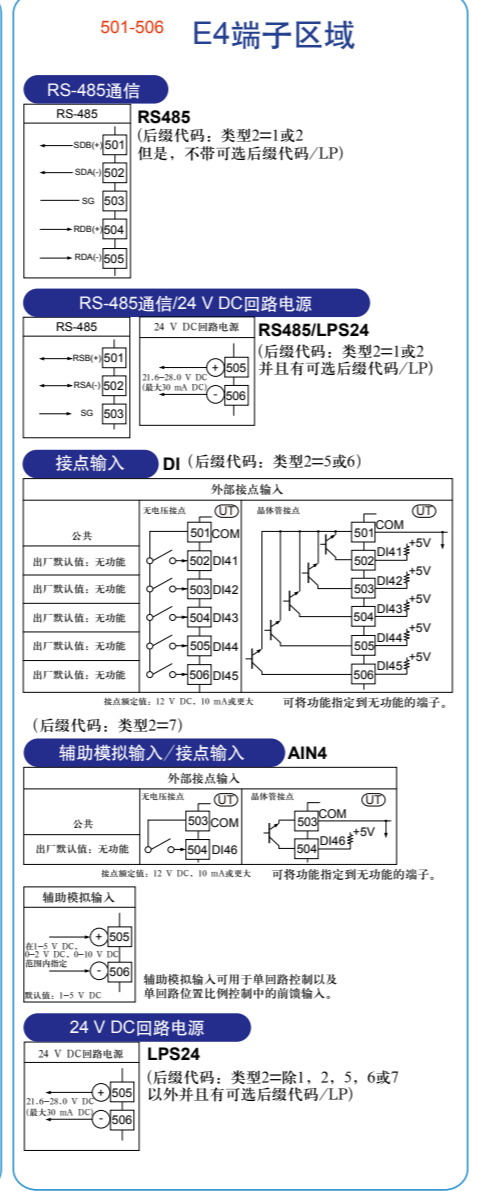 501-506 E4端子区域
RS-485通信
RS-485
RS485
(后缀代码：类型2=1或2
但是，不带可选后缀代码/LP)
SDB(+) 501
SDA(-) 502
SG 503
RDB(+) 504
RDA(-) 505
RS-485通信/24 V DC回路电源
RS-485
RSB(+) 501
RSA(-) 502
SG 503
24 V DC回路电源
+ 505
21.6-28.0 V DC
(最大30 mA DC)
- 506
RS485/LPS24
(后缀代码：类型2=1或2
并且有可选后缀代码/LP)
接点输入 DI (后缀代码：类型2=5或6)
外部接点输入
公共
出厂默认值：无功能
出厂默认值：无功能
出厂默认值：无功能
出厂默认值：无功能
出厂默认值：无功能
无电压接点 UT
501 COM
502 DI41
503 DI42
504 DI43
505 DI44
506 DI45
晶体管接点 UT
501 COM
502 DI41 +5V
503 DI42 +5V
504 DI43 +5V
505 DI44 +5V
506 DI45 +5V
接点额定值：12 V DC，10 mA或更大 可将功能指定到无功能的端子。
(后缀代码：类型2=7)
辅助模拟输入/接点输入 AIN4
外部接点输入
公共
出厂默认值：无功能
无电压接点 UT
503 COM
504 DI46
晶体管接点 UT
503 COM
504 DI46 +5V
接点额定值：12 V DC，10 mA或更大 可将功能指定到无功能的端子。
辅助模拟输入
+ 505
在1-5 V DC，
0-2 V DC，0-10 V DC
范围内指定
- 506
默认值：1-5 V DC
辅助模拟输入可用于单回路控制以及
单回路位置比例控制中的前馈输入。
24 V DC回路电源
24 V DC回路电源
+ 505
21.6-28.0 V DC
(最大30 mA DC)
- 506
LPS24
(后缀代码：类型2=除1，2，5，6或7
以外并且有可选后缀代码/LP)